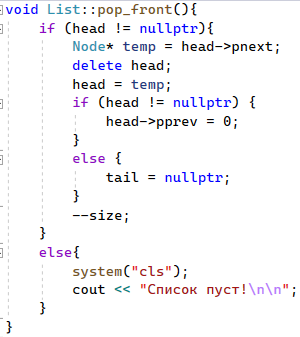 void List::pop_front(){
    if (head != nullptr){
        Node* temp = head->pnext;
        delete head;
        head = temp;
        if (head != nullptr) {
            head->pprev = 0;
        }
        else {
            tail = nullptr;
        }
        --size;
    }
    else{
        system("cls");
        cout << "Список пуст!\n\n";
    }
}